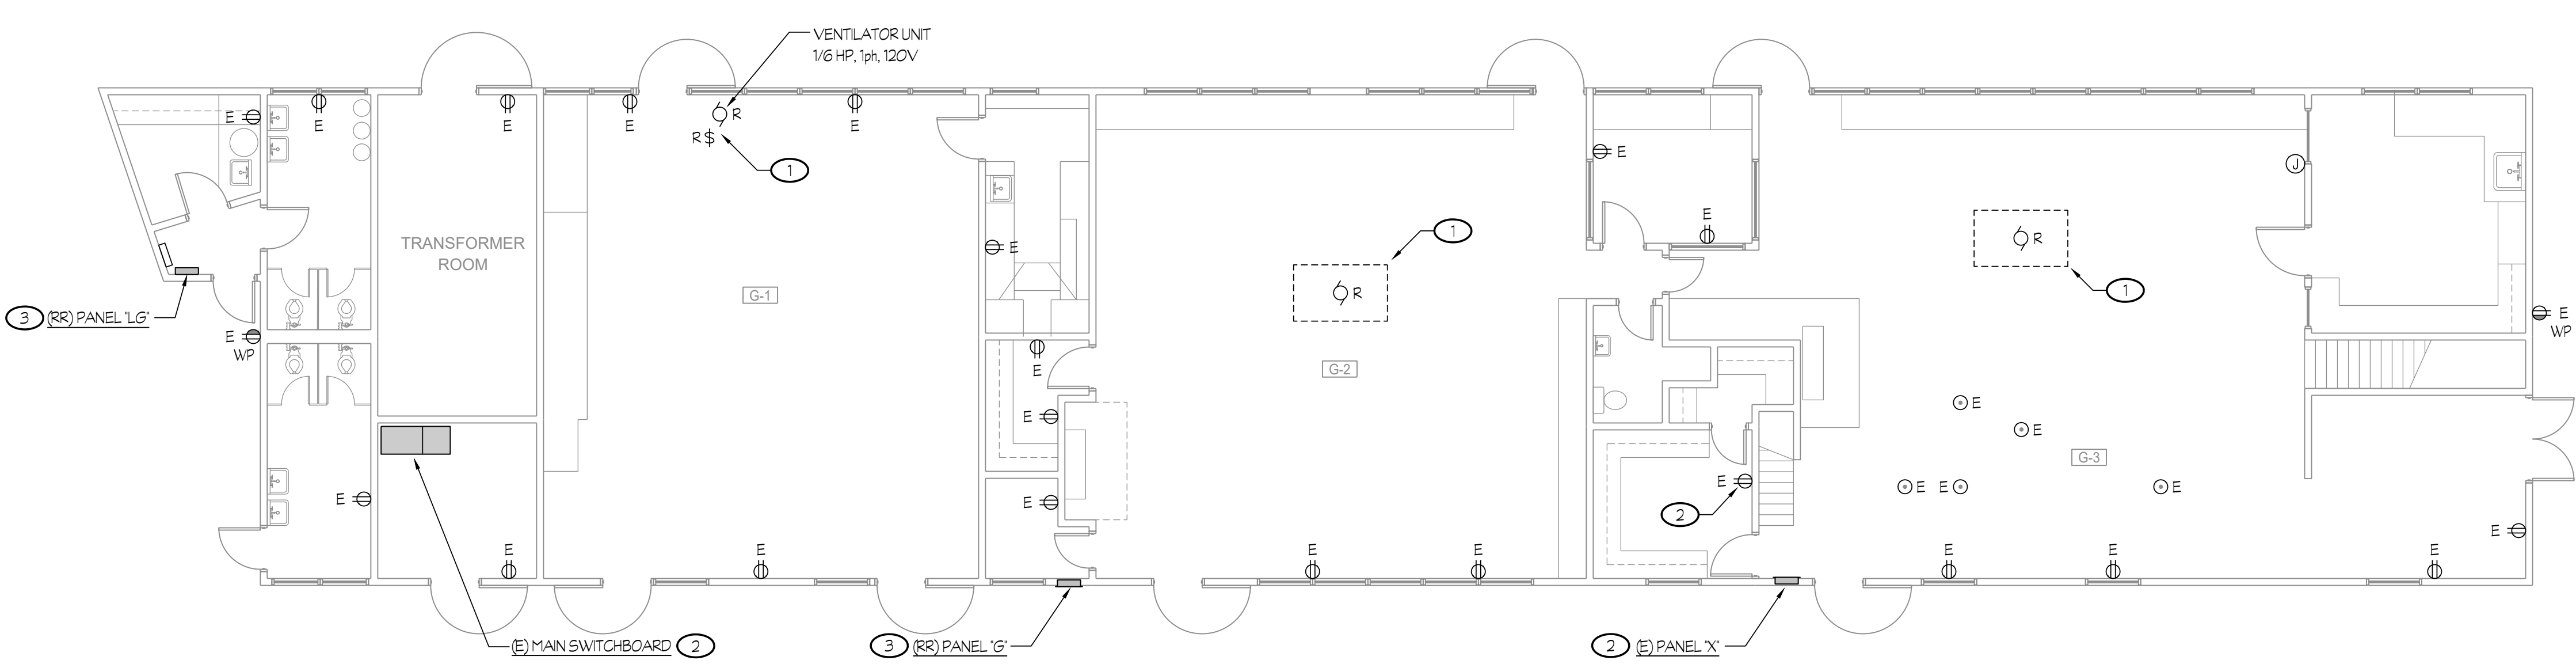 VENTILATOR UNIT
1/6 HP, 1ph, 120V
E
E
E
E
E
R
R $
1
E
J
E
E
1
R
R
1
TRANSFORMER
ROOM
G-1
3 (RR) PANEL "LG"
E
WP
E
WP
E
G-2
E
E
E
E
G-3
E
E
E
E
E
E
2
E
E
E
E
E
E
E
E
(E) MAIN SWITCHBOARD 2
3 (RR) PANEL "G"
2 (E) PANEL "X"